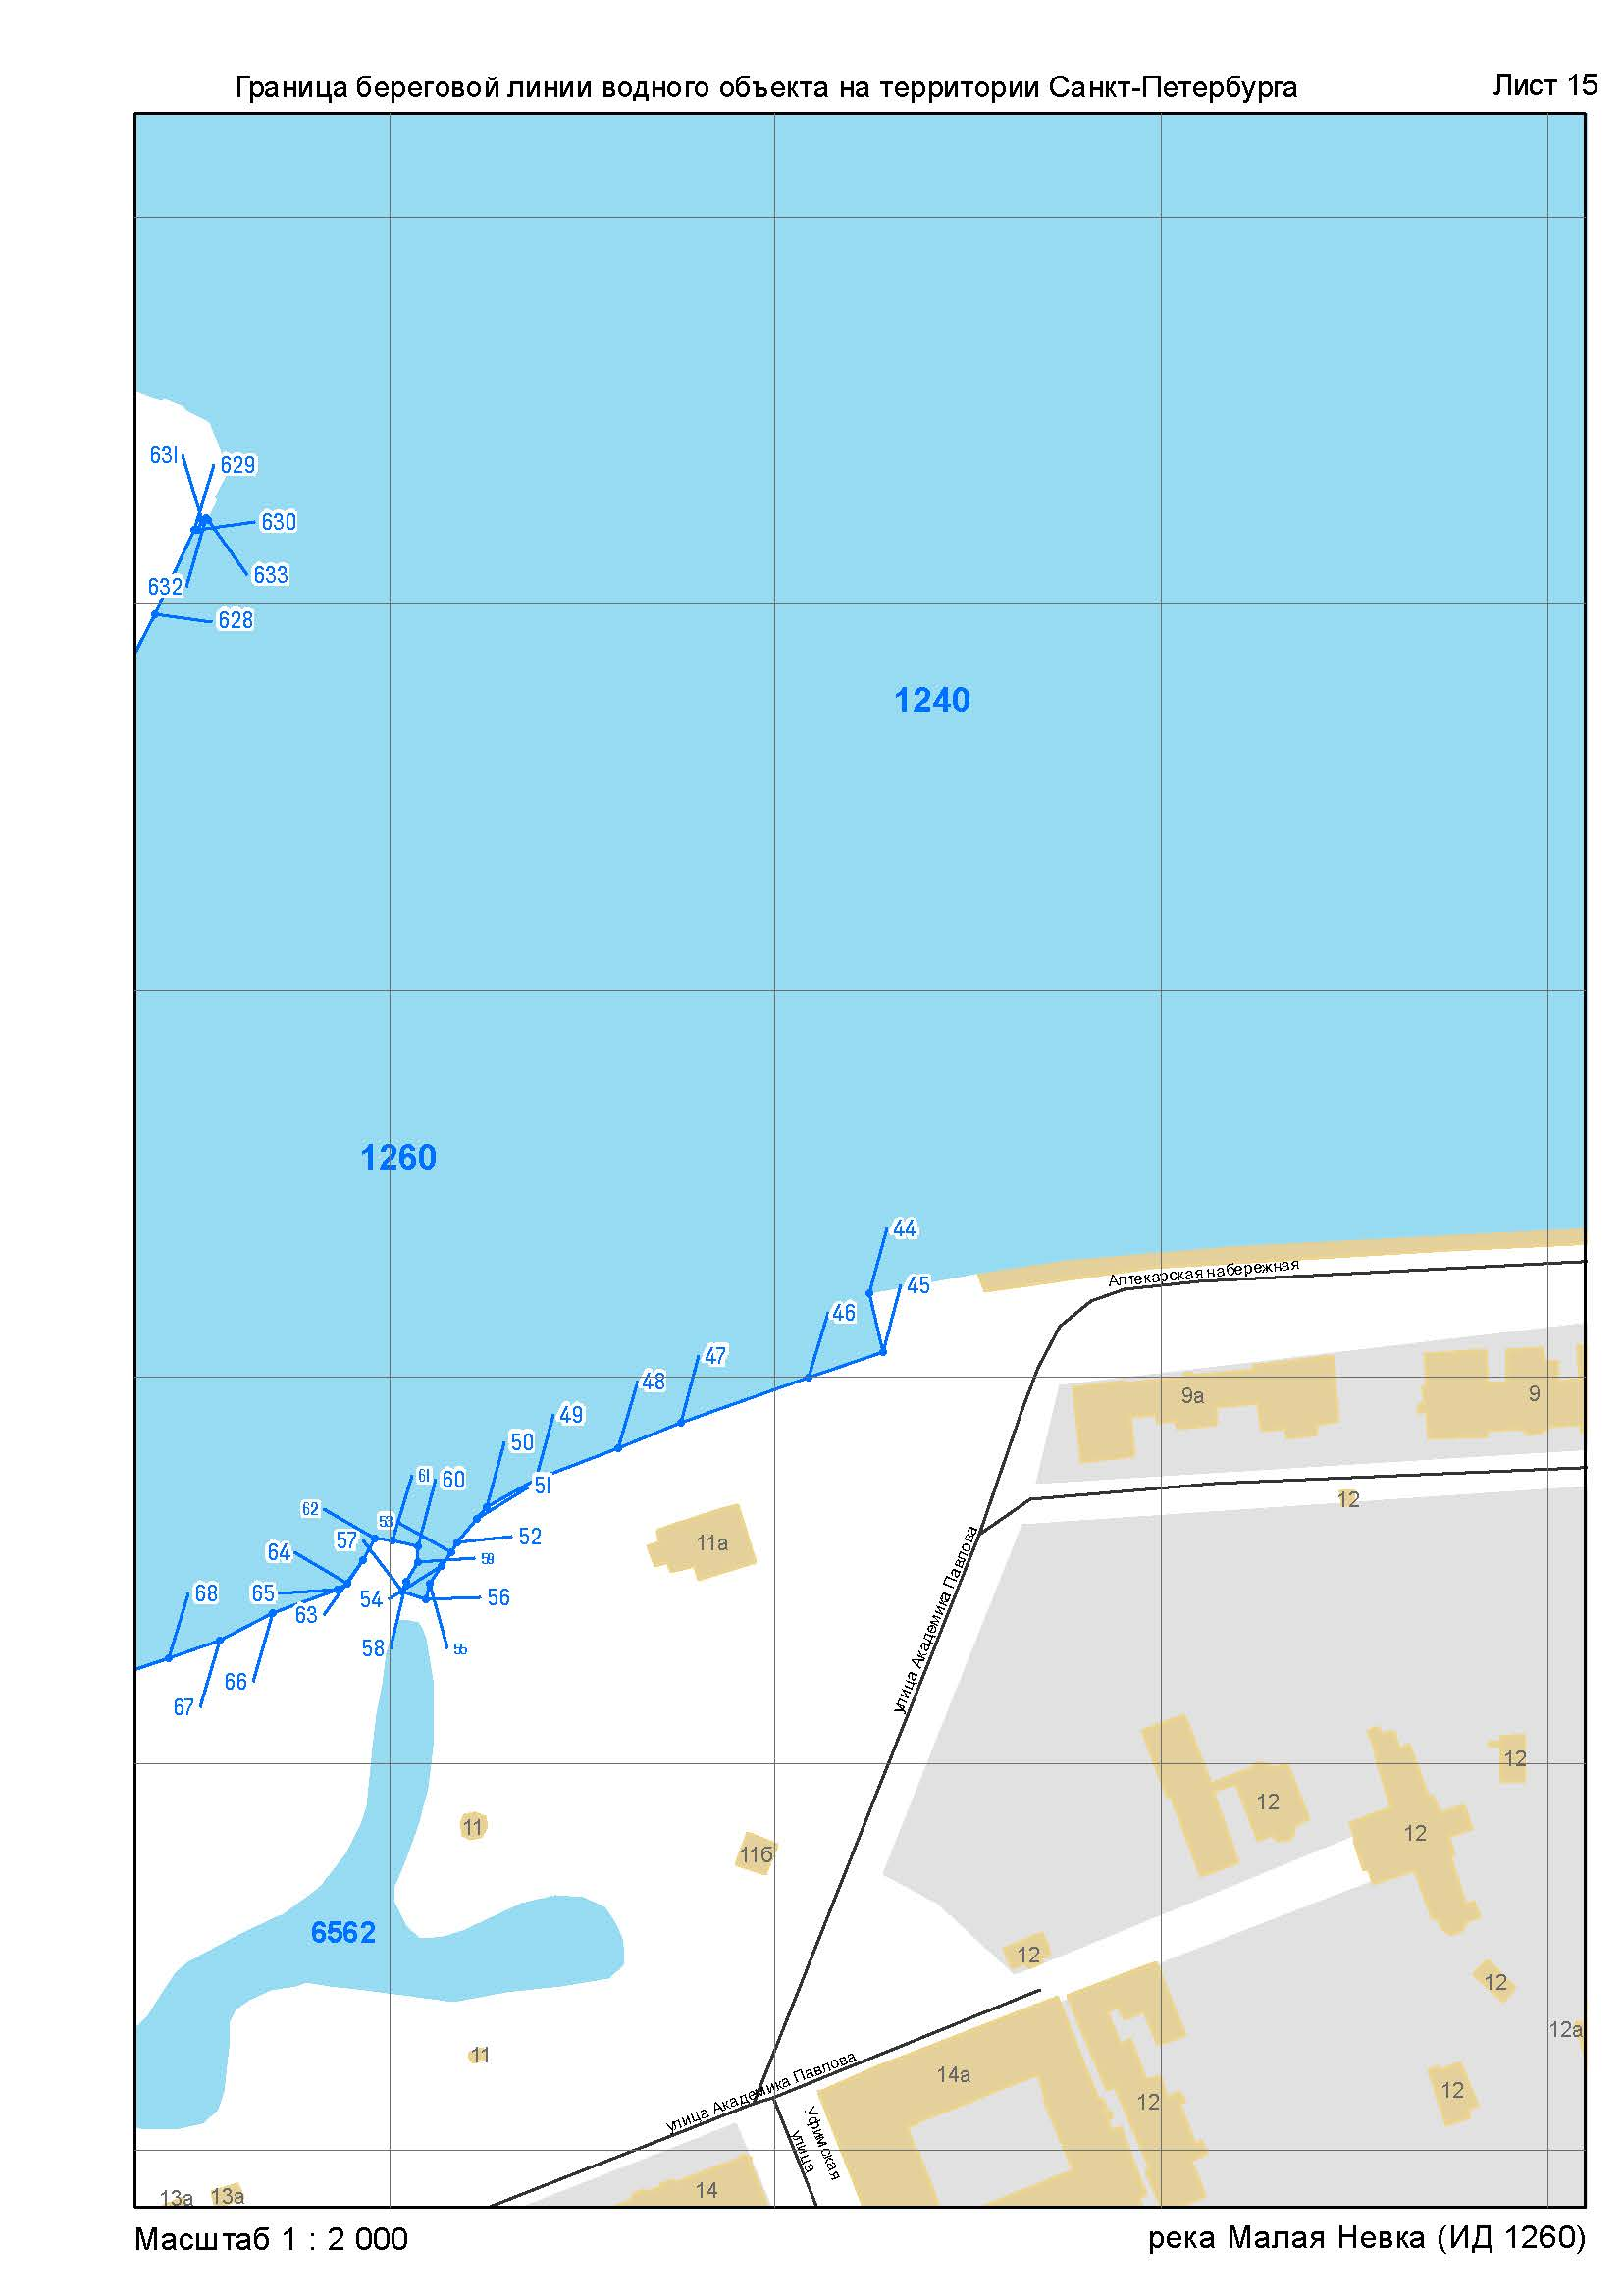 Граница береговой линии водного объекта на территории Санкт-Петербурга
Лист 15
631
629
630
633
632
628
1240
1260
44
45
46
47
48
49
50
51
61
60
62
53
57
52
64
59
65
54
56
68
63
58
55
66
67
Аптекарская набережная
9а
9
12
11а
улица Академика Павлова
12
12
12
11
11б
6562
12
12
12а
11
улица Академика Павлова
14а
12
12
Уфимская
улица
13а
13а
14
Масштаб 1 : 2 000
река Малая Невка (ИД 1260)